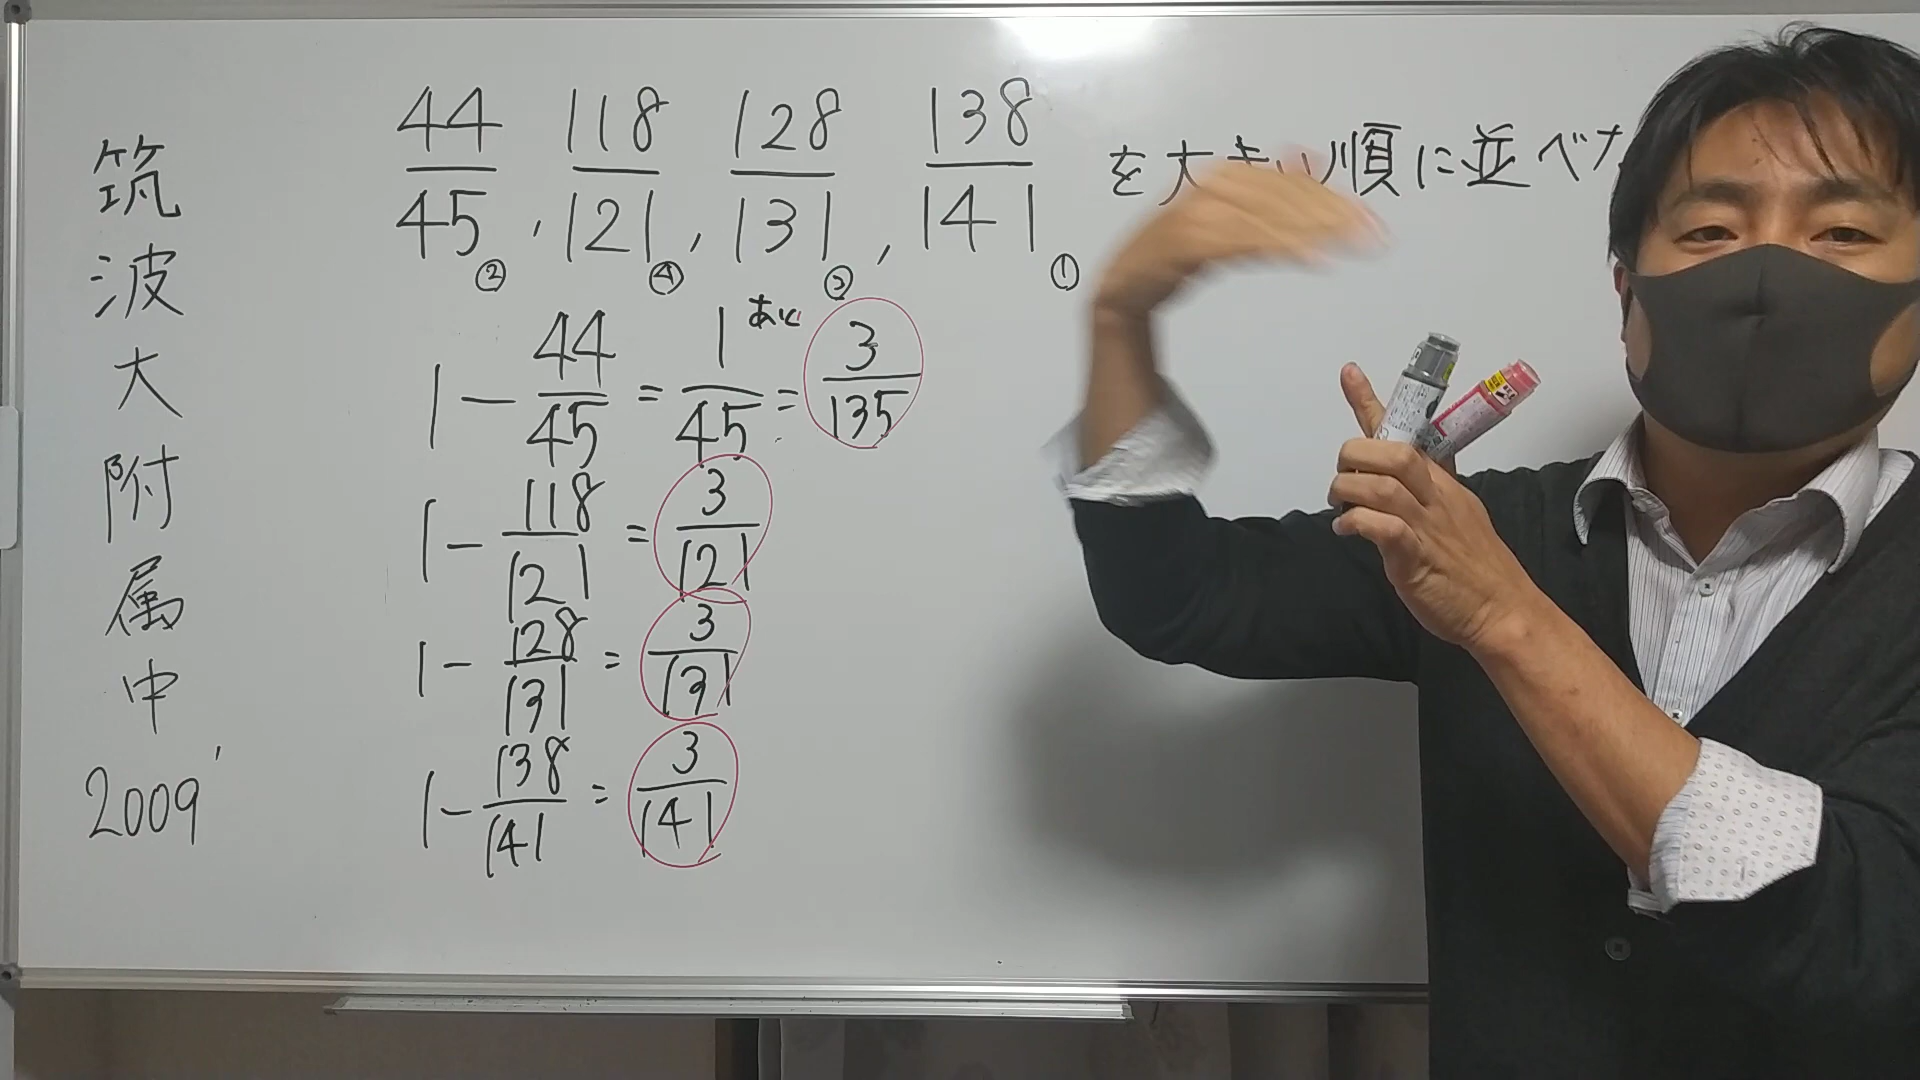 筑波大附属中
2009'
44/45 ② , 118/121 ④ , 128/131 ③ , 138/141 ① を大きい順に並べな
1 - 44/45 = 1/45 あと = 3/135
1 - 118/121 = 3/121
1 - 128/131 = 3/131
1 - 138/141 = 3/141